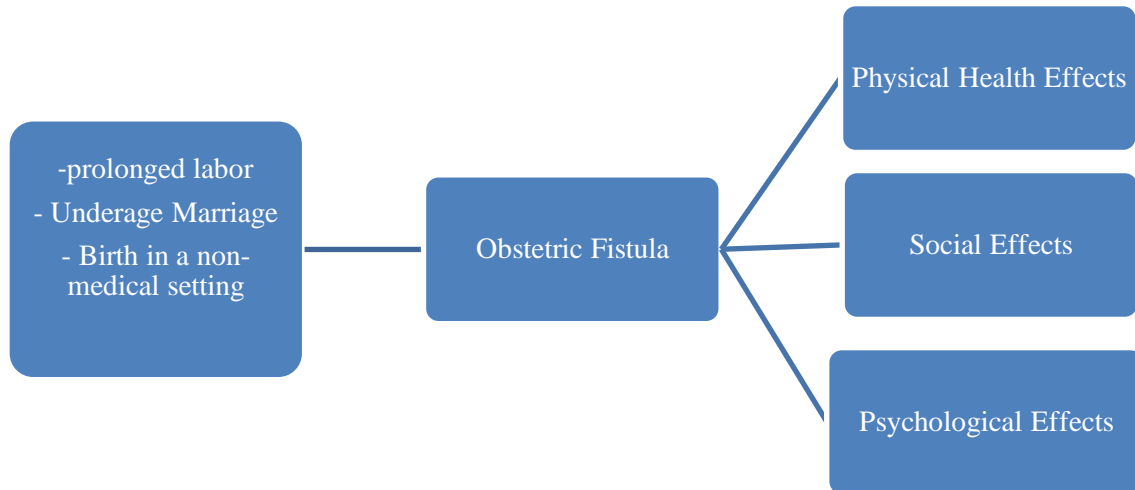 -prolonged labor
- Underage Marriage
- Birth in a non-
medical setting
Obstetric Fistula
Physical Health Effects
Social Effects
Psychological Effects